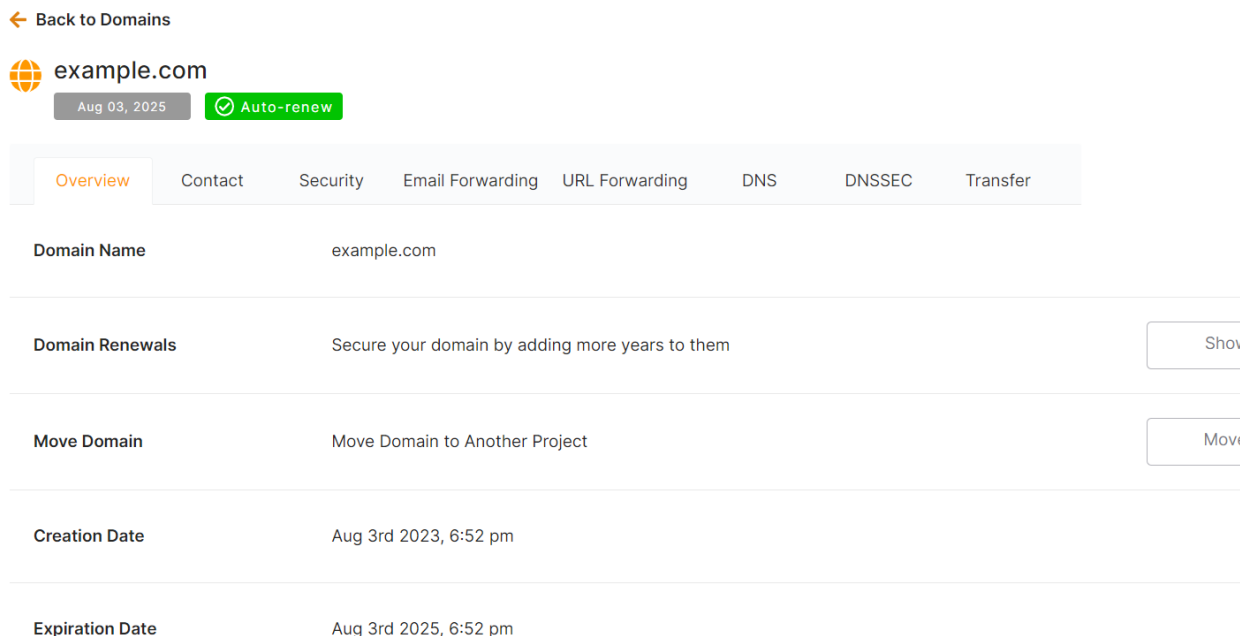 Back to Domains
example.com
Aug 03, 2025 Auto-renew
Overview Contact Security Email Forwarding URL Forwarding DNS DNSSEC Transfer
Domain Name example.com
Domain Renewals Secure your domain by adding more years to them
Move Domain Move Domain to Another Project
Creation Date Aug 3rd 2023, 6:52 pm
Expiration Date Aug 3rd 2025, 6:52 pm